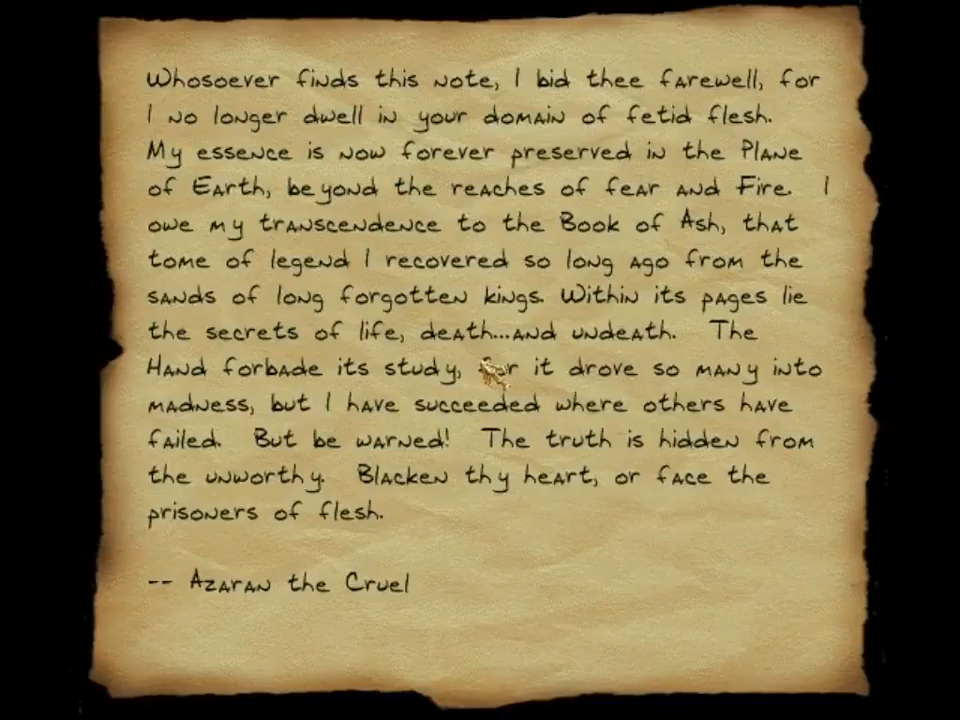 Whosoever finds this note, I bid thee farewell, for
I no longer dwell in your domain of fetid flesh.
My essence is now forever preserved in the Plane
of Earth, beyond the reaches of fear and Fire. I
owe my transcendence to the Book of Ash, that
tome of legend I recovered so long ago from the
sands of long forgotten kings. Within its pages lie
the secrets of life, death...and undeath. The
Hand forbade its study, for it drove so many into
madness, but I have succeeded where others have
failed. But be warned! The truth is hidden from
the unworthy. Blacken thy heart, or face the
prisoners of flesh.
-- Azaran the Cruel